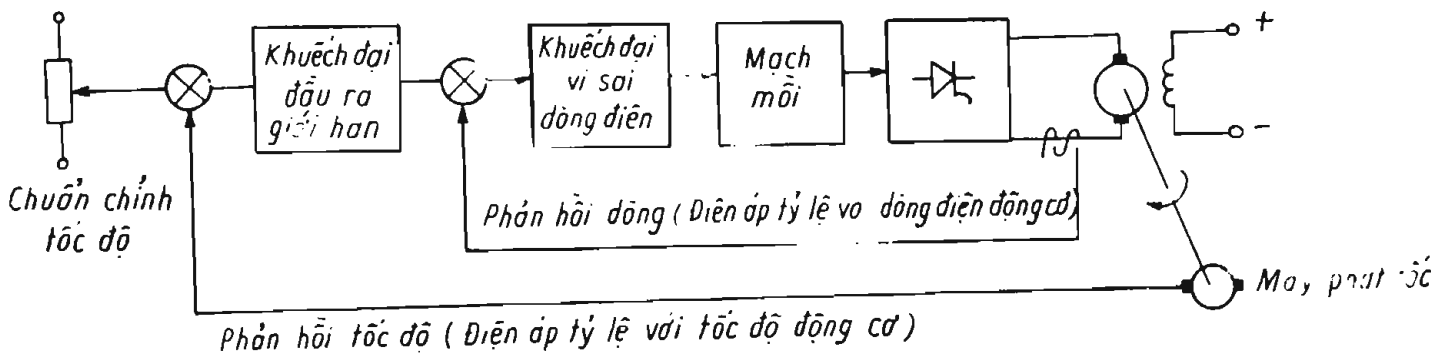 Khuếch đại
đầu ra
hạn
Khuếch đại
vi sai
dòng điện
Mạch
mồi
+
-
Chuẩn chỉnh
tốc độ
Phản hồi dòng (Điện áp tỷ lệ dòng điện động cơ)
Phản hồi tốc độ (Điện áp tỷ lệ với tốc độ động cơ)